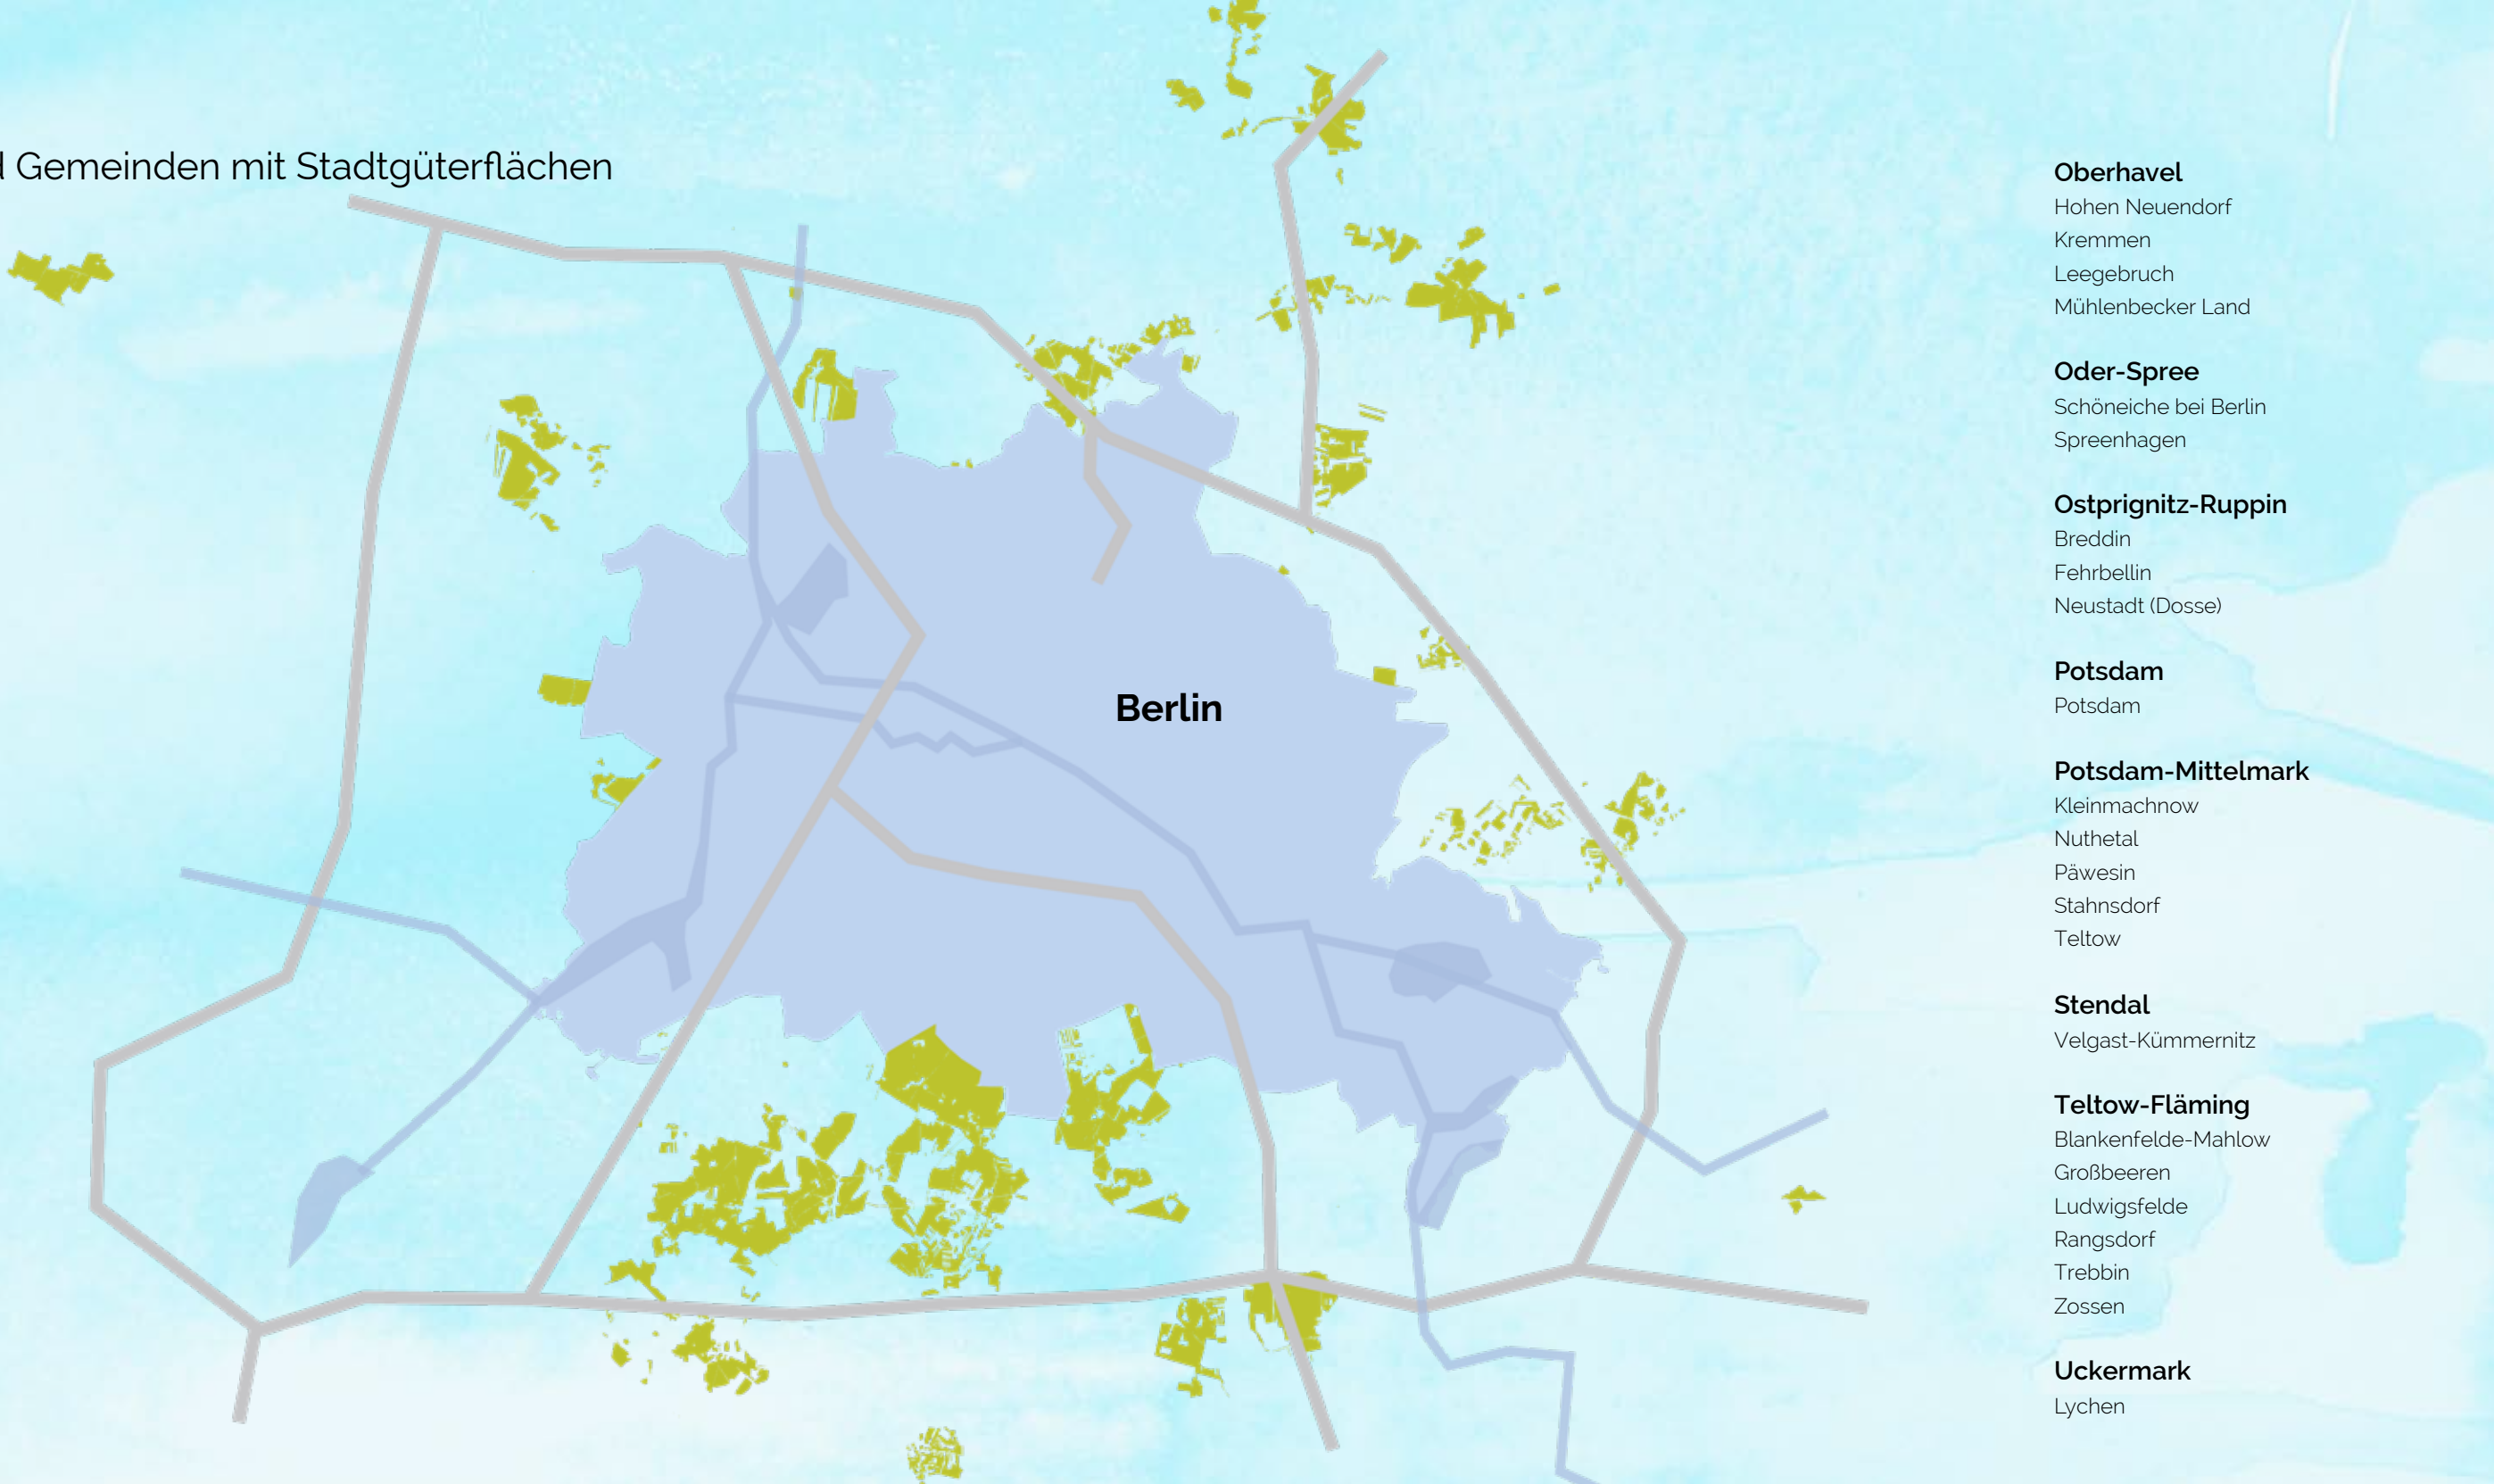 Gemeinden mit Stadtgüterflächen
Berlin
Oberhavel
Hohen Neuendorf
Kremmen
Leegebruch
Mühlenbecker Land
Oder-Spree
Schöneiche bei Berlin
Spreenhagen
Ostprignitz-Ruppin
Breddin
Fehrbellin
Neustadt (Dosse)
Potsdam
Potsdam
Potsdam-Mittelmark
Kleinmachnow
Nuthetal
Päwesin
Stahnsdorf
Teltow
Stendal
Velgast-Kümmernitz
Teltow-Fläming
Blankenfelde-Mahlow
Großbeeren
Ludwigsfelde
Rangsdorf
Trebbin
Zossen
Uckermark
Lychen